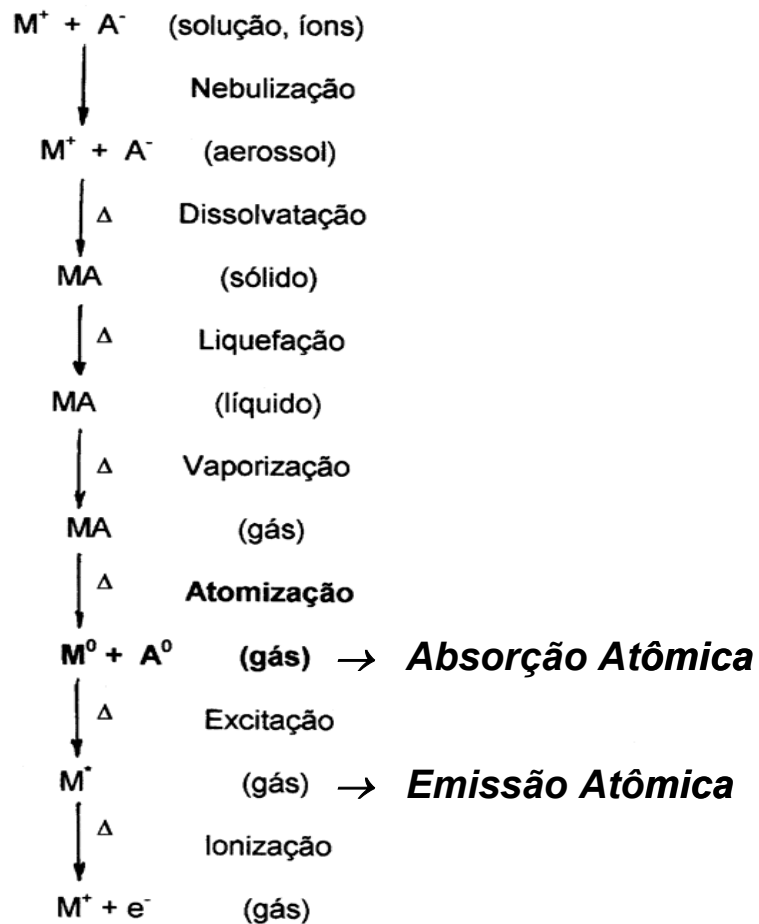 M⁺ + A⁻ (solução, íons)
Nebulização
M⁺ + A⁻ (aerossol)
Δ Dissolvatação
MA (sólido)
Δ Liquefação
MA (líquido)
Δ Vaporização
MA (gás)
Δ Atomização
M⁰ + A⁰ (gás) → Absorção Atômica
Δ Excitação
M* (gás) → Emissão Atômica
Δ Ionização
M⁺ + e⁻ (gás)